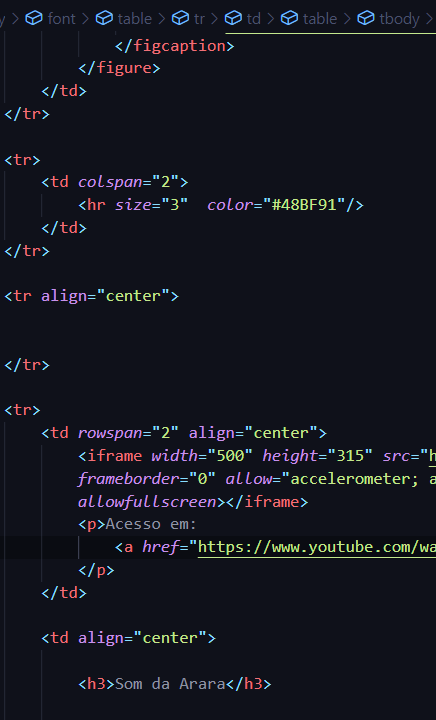 y > font > table > tr > td > table > tbody >
</figcaption>
</figure>
</td>
</tr>
<tr>
<td colspan="2">
<hr size="3"  color="#48BF91"/>
</td>
</tr>
<tr align="center">
</tr>
<tr>
<td rowspan="2" align="center">
<iframe width="500" height="315" src="h
frameborder="0" allow="accelerometer; a
allowfullscreen></iframe>
<p>Acesso em:
<a href="https://www.youtube.com/wa
</p>
</td>
<td align="center">
<h3>Som da Arara</h3>